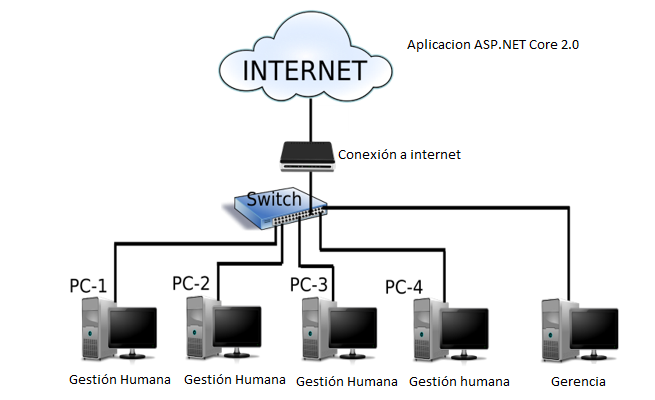 Aplicacion ASP.NET Core 2.0
INTERNET
Conexión a internet
Switch
PC-1
PC-2
PC-3
PC-4
Gestión Humana
Gestión Humana
Gestión Humana
Gestión humana
Gerencia